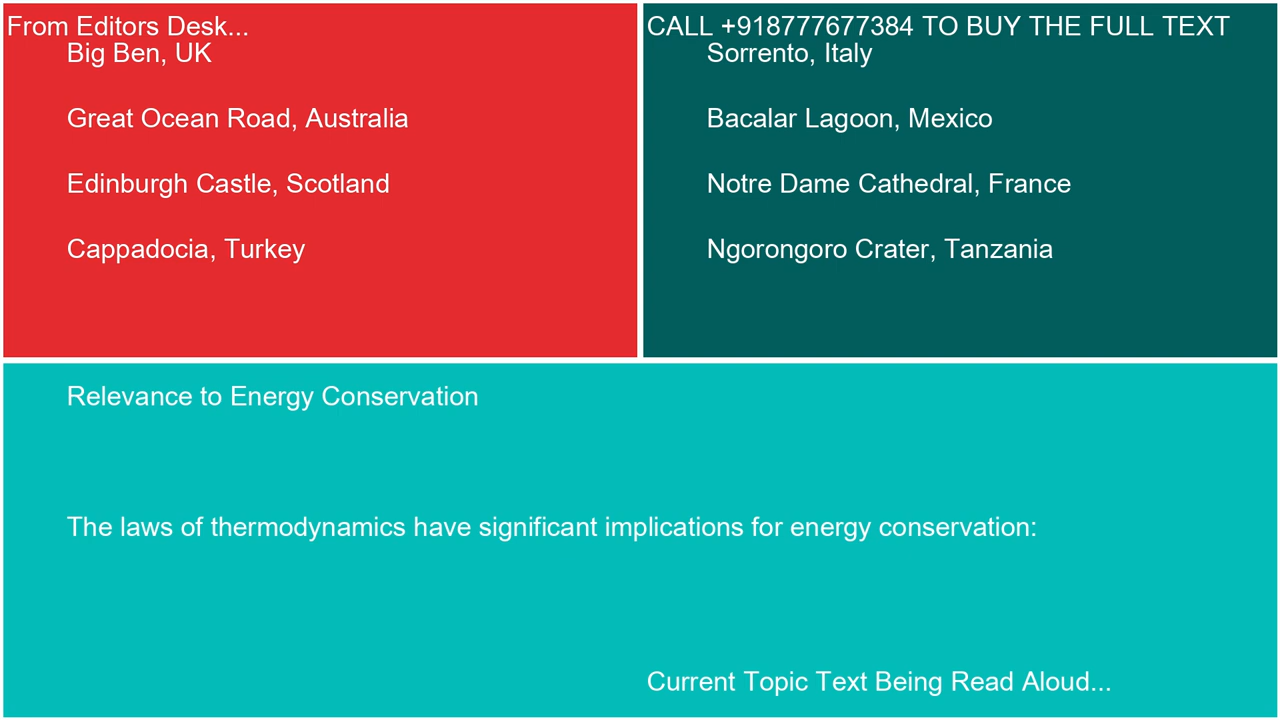 From Editors Desk...
Big Ben, UK
Great Ocean Road, Australia
Edinburgh Castle, Scotland
Cappadocia, Turkey
CALL +918777677384 TO BUY THE FULL TEXT
Sorrento, Italy
Bacalar Lagoon, Mexico
Notre Dame Cathedral, France
Ngorongoro Crater, Tanzania
Relevance to Energy Conservation
The laws of thermodynamics have significant implications for energy conservation:
Current Topic Text Being Read Aloud...